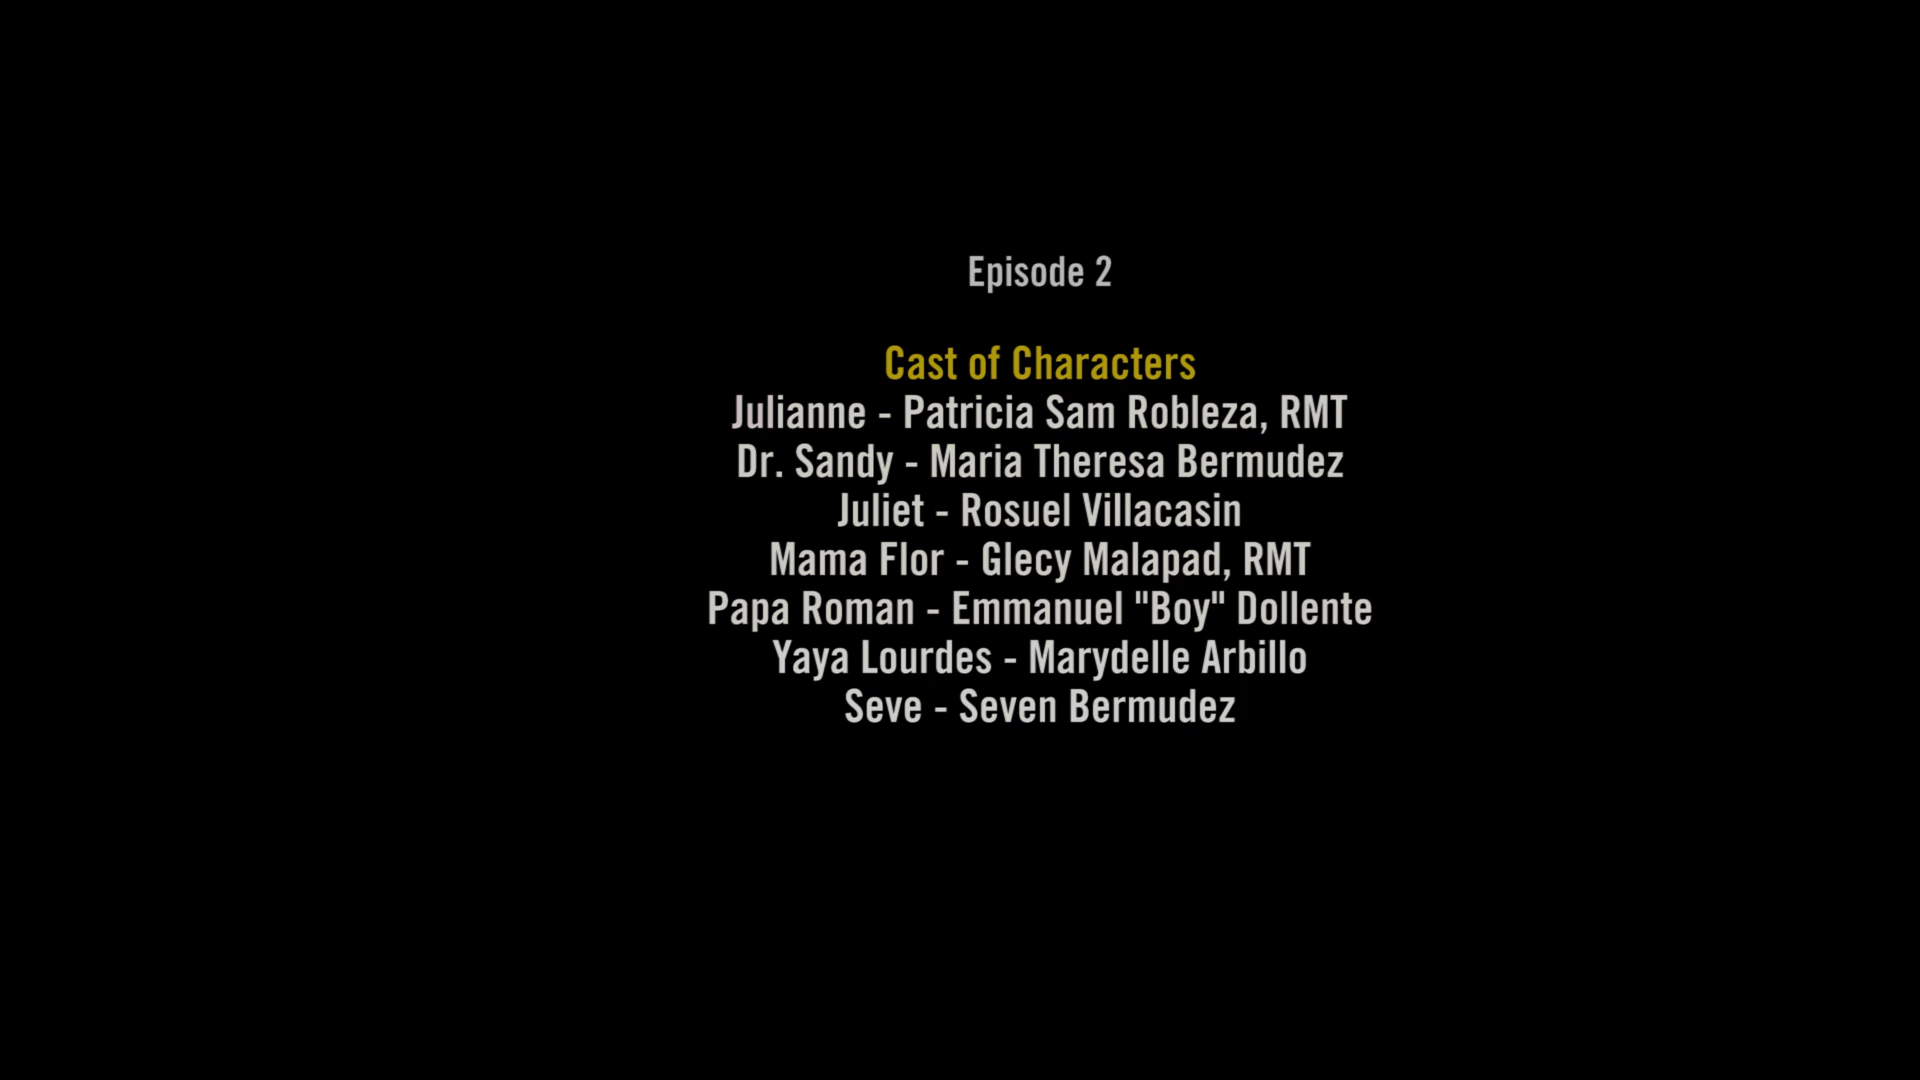 Episode 2
Cast of Characters
Julianne - Patricia Sam Robleza, RMT
Dr. Sandy - Maria Theresa Bermudez
Juliet - Rosuel Villacasin
Mama Flor - Glecy Malapad, RMT
Papa Roman - Emmanuel "Boy" Dollente
Yaya Lourdes - Marydelle Arbillo
Seve - Seven Bermudez